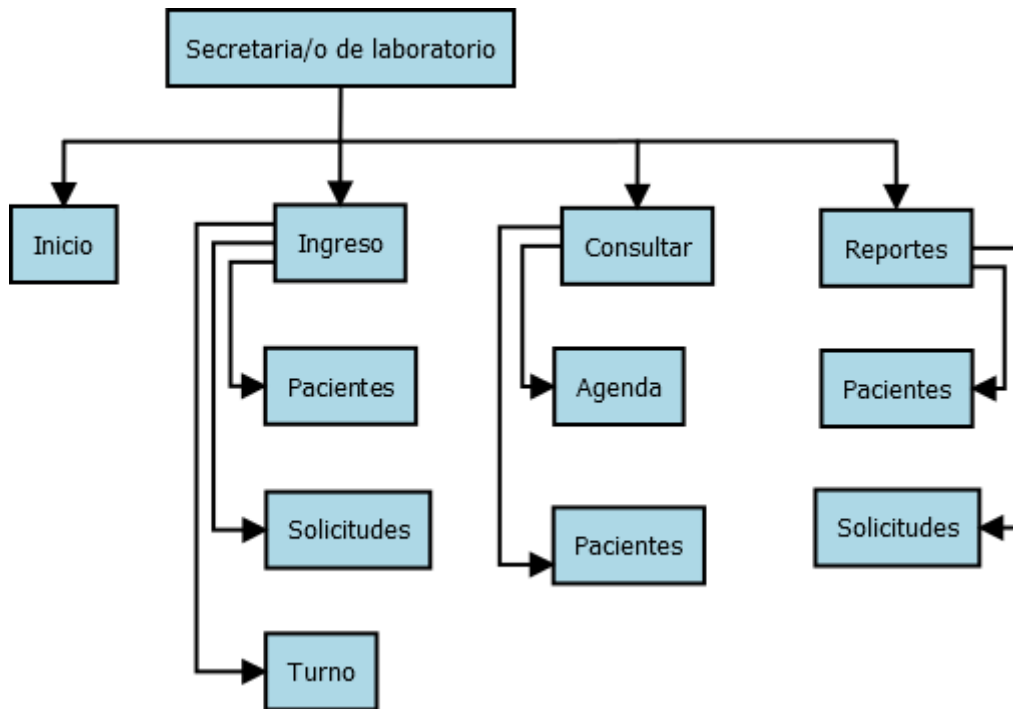 Secretaria/o de laboratorio
Inicio
Ingreso
Consultar
Reportes
Pacientes
Agenda
Pacientes
Solicitudes
Pacientes
Solicitudes
Turno